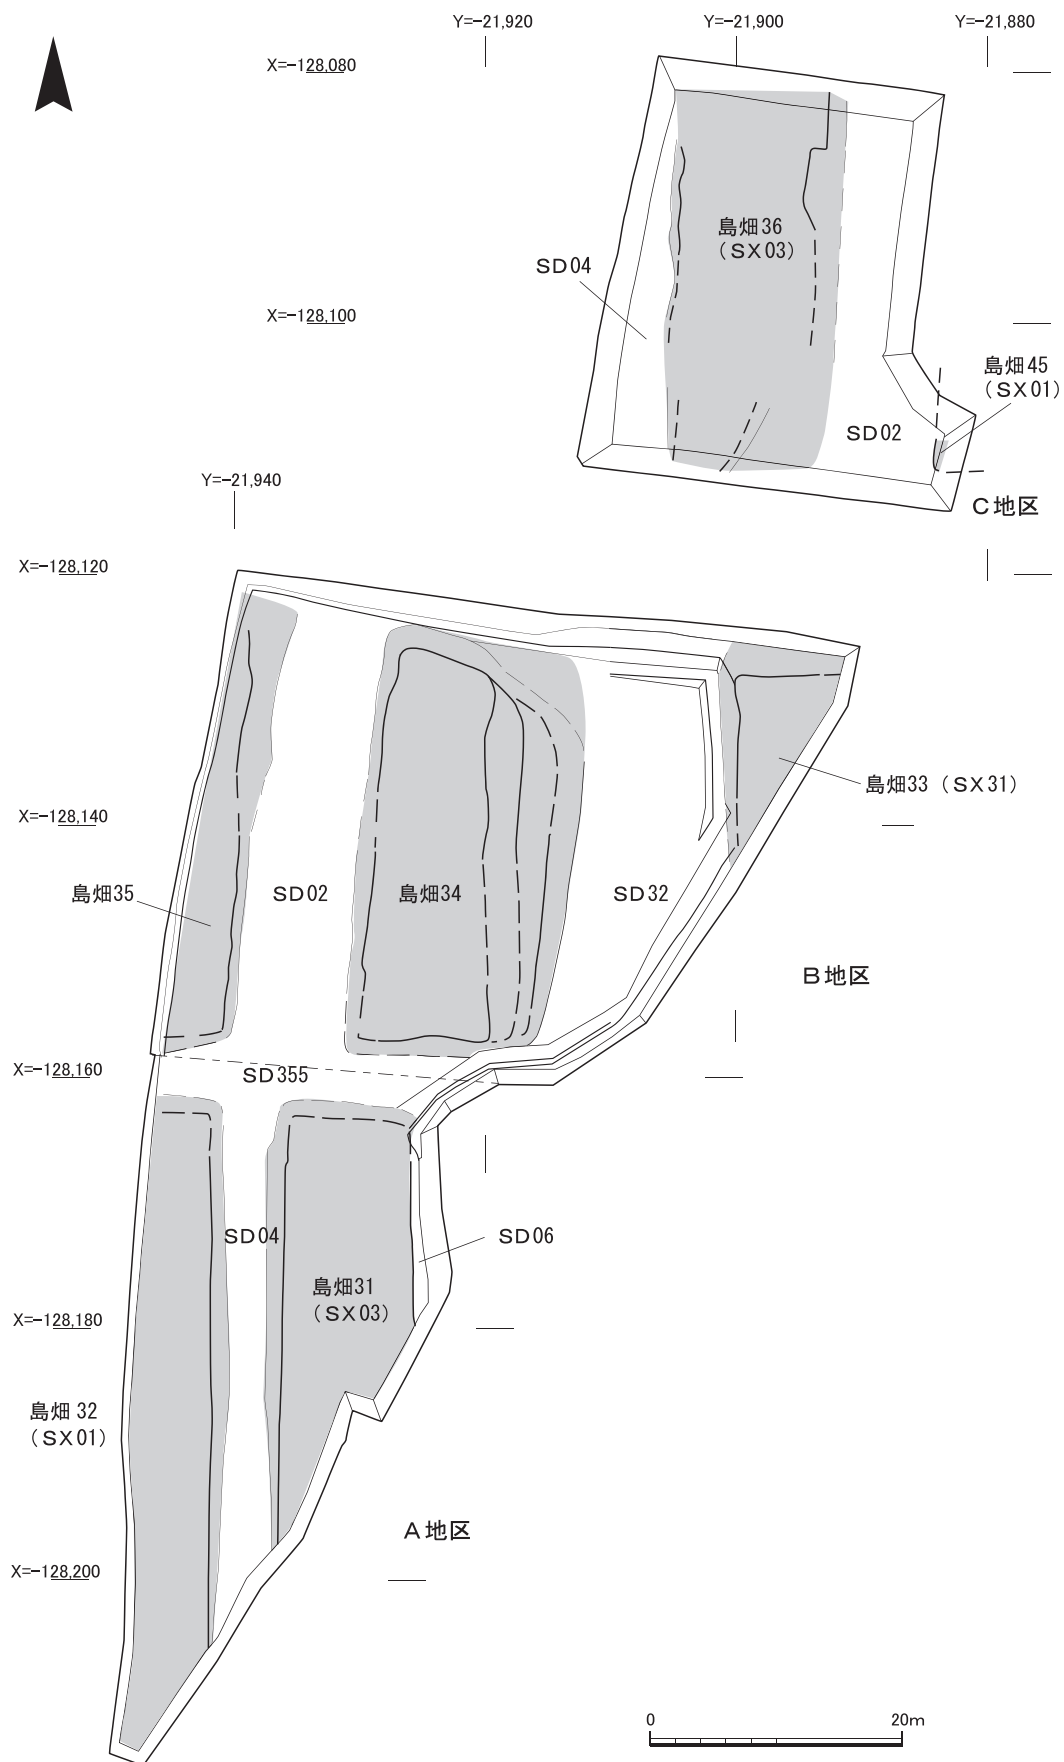 Y=-21,920
Y=-21,900
Y=-21,880
X=-128,080
島畑36
（SX03）
SD04
X=-128,100
島畑45
（SX01）
SD02
Y=-21,940
C地区
X=-128,120
島畑33（SX31）
X=-128,140
島畑35
SD02
島畑34
SD32
B地区
X=-128,160
SD355
SD04
SD06
島畑31
（SX03）
X=-128,180
島畑 32
（SX01）
A地区
X=-128,200
0
20m